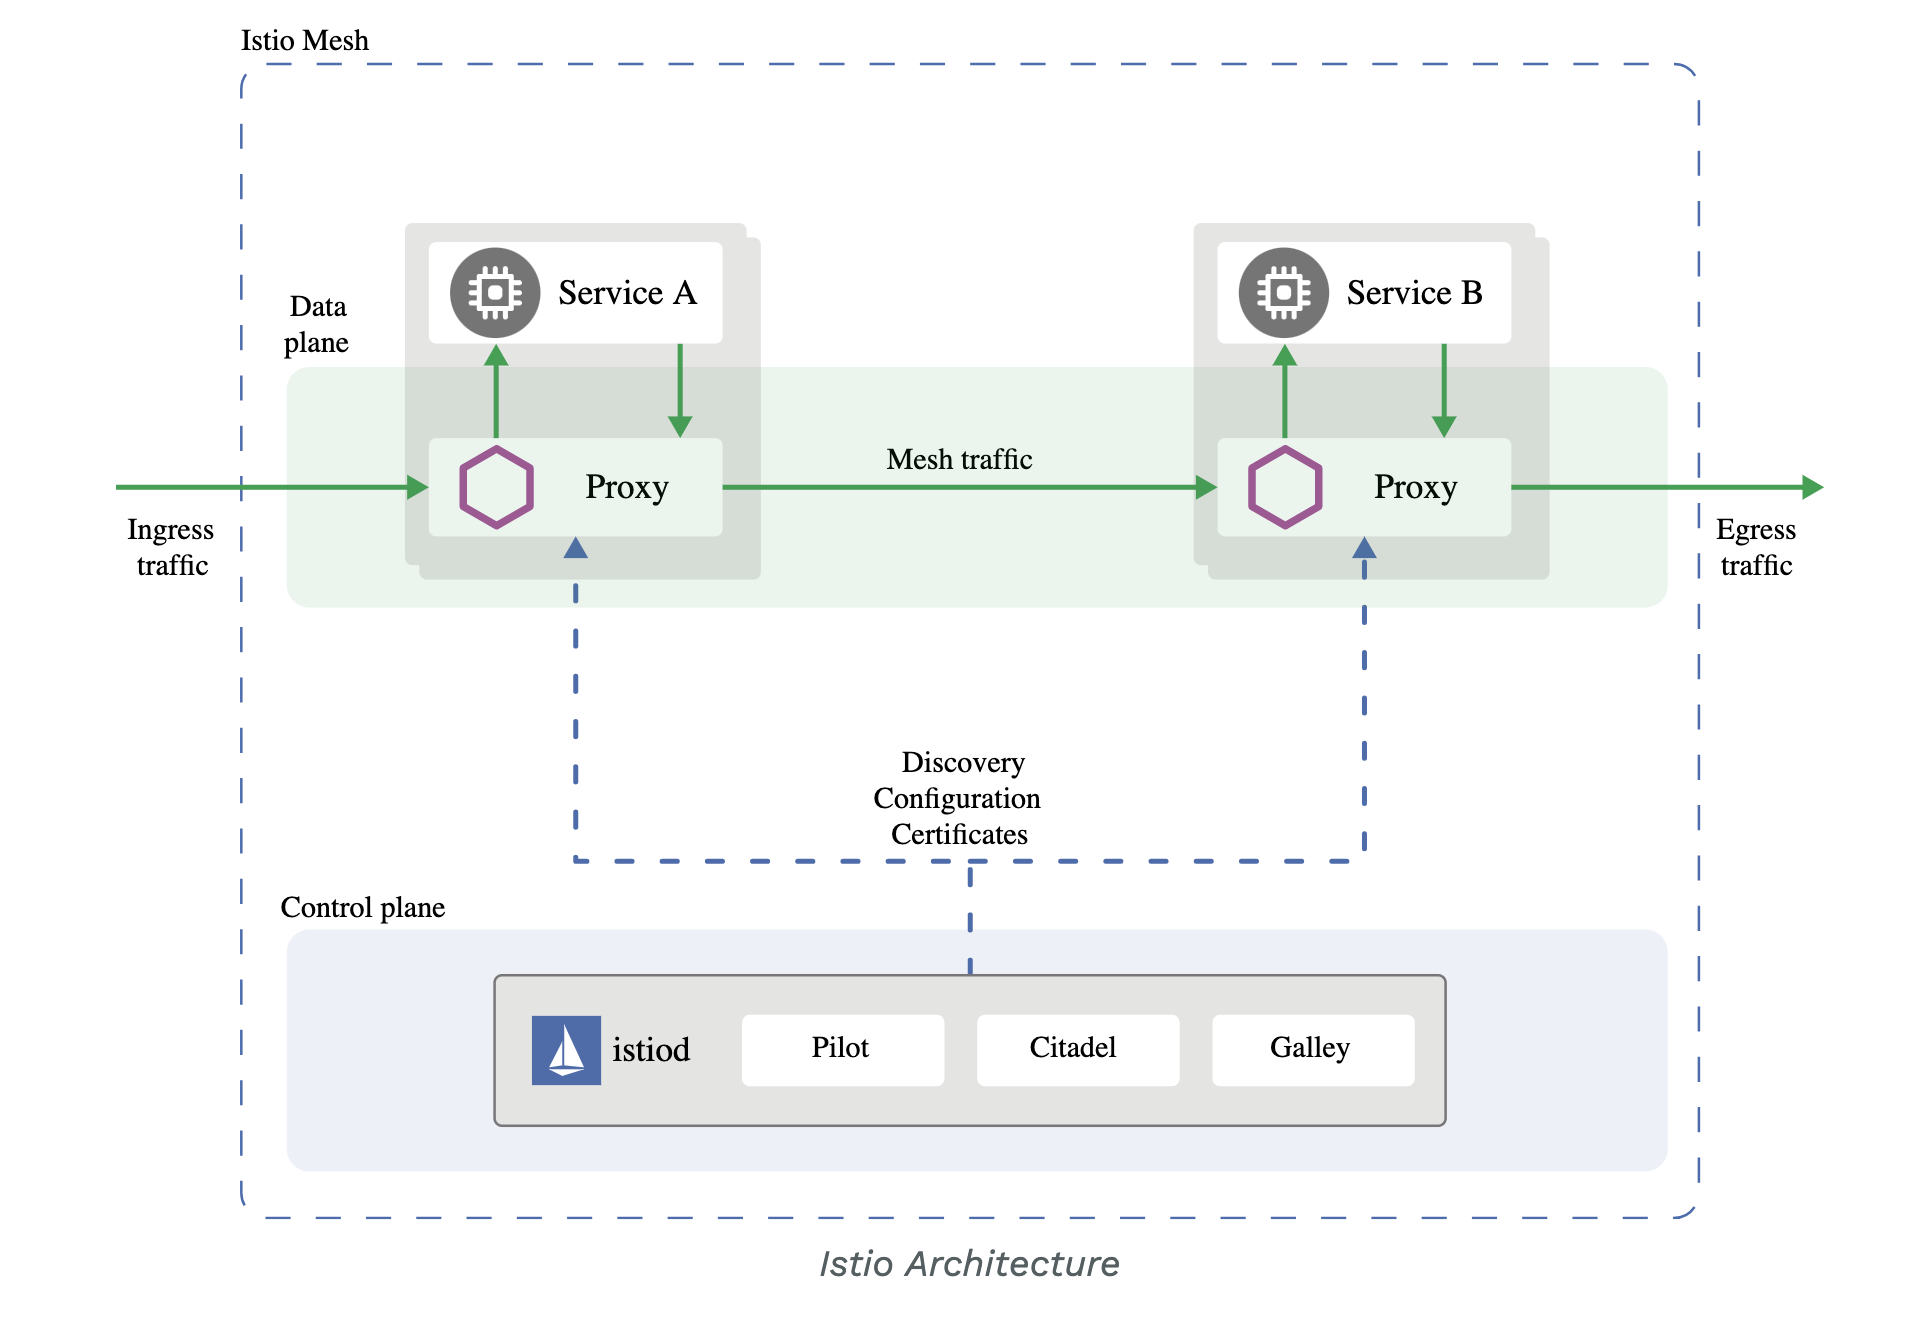 Istio Mesh
Service A
Service B
Data
plane
Mesh traffic
Proxy
Proxy
Ingress
traffic
Egress
traffic
Discovery
Configuration
Certificates
Control plane
istiod
Pilot
Citadel
Galley
Istio Architecture